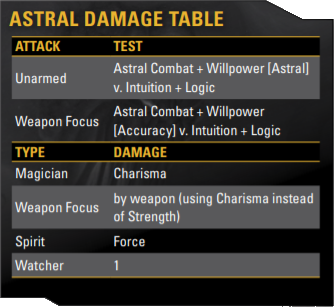 ASTRAL DAMAGE TABLE
ATTACK TEST
Unarmed Astral Combat + Willpower [Astral]
v. Intuition + Logic
Weapon Focus Astral Combat + Willpower
[Accuracy] v. Intuition + Logic
TYPE DAMAGE
Magician Charisma
Weapon Focus by weapon (using Charisma instead
of Strength)
Spirit Force
Watcher 1